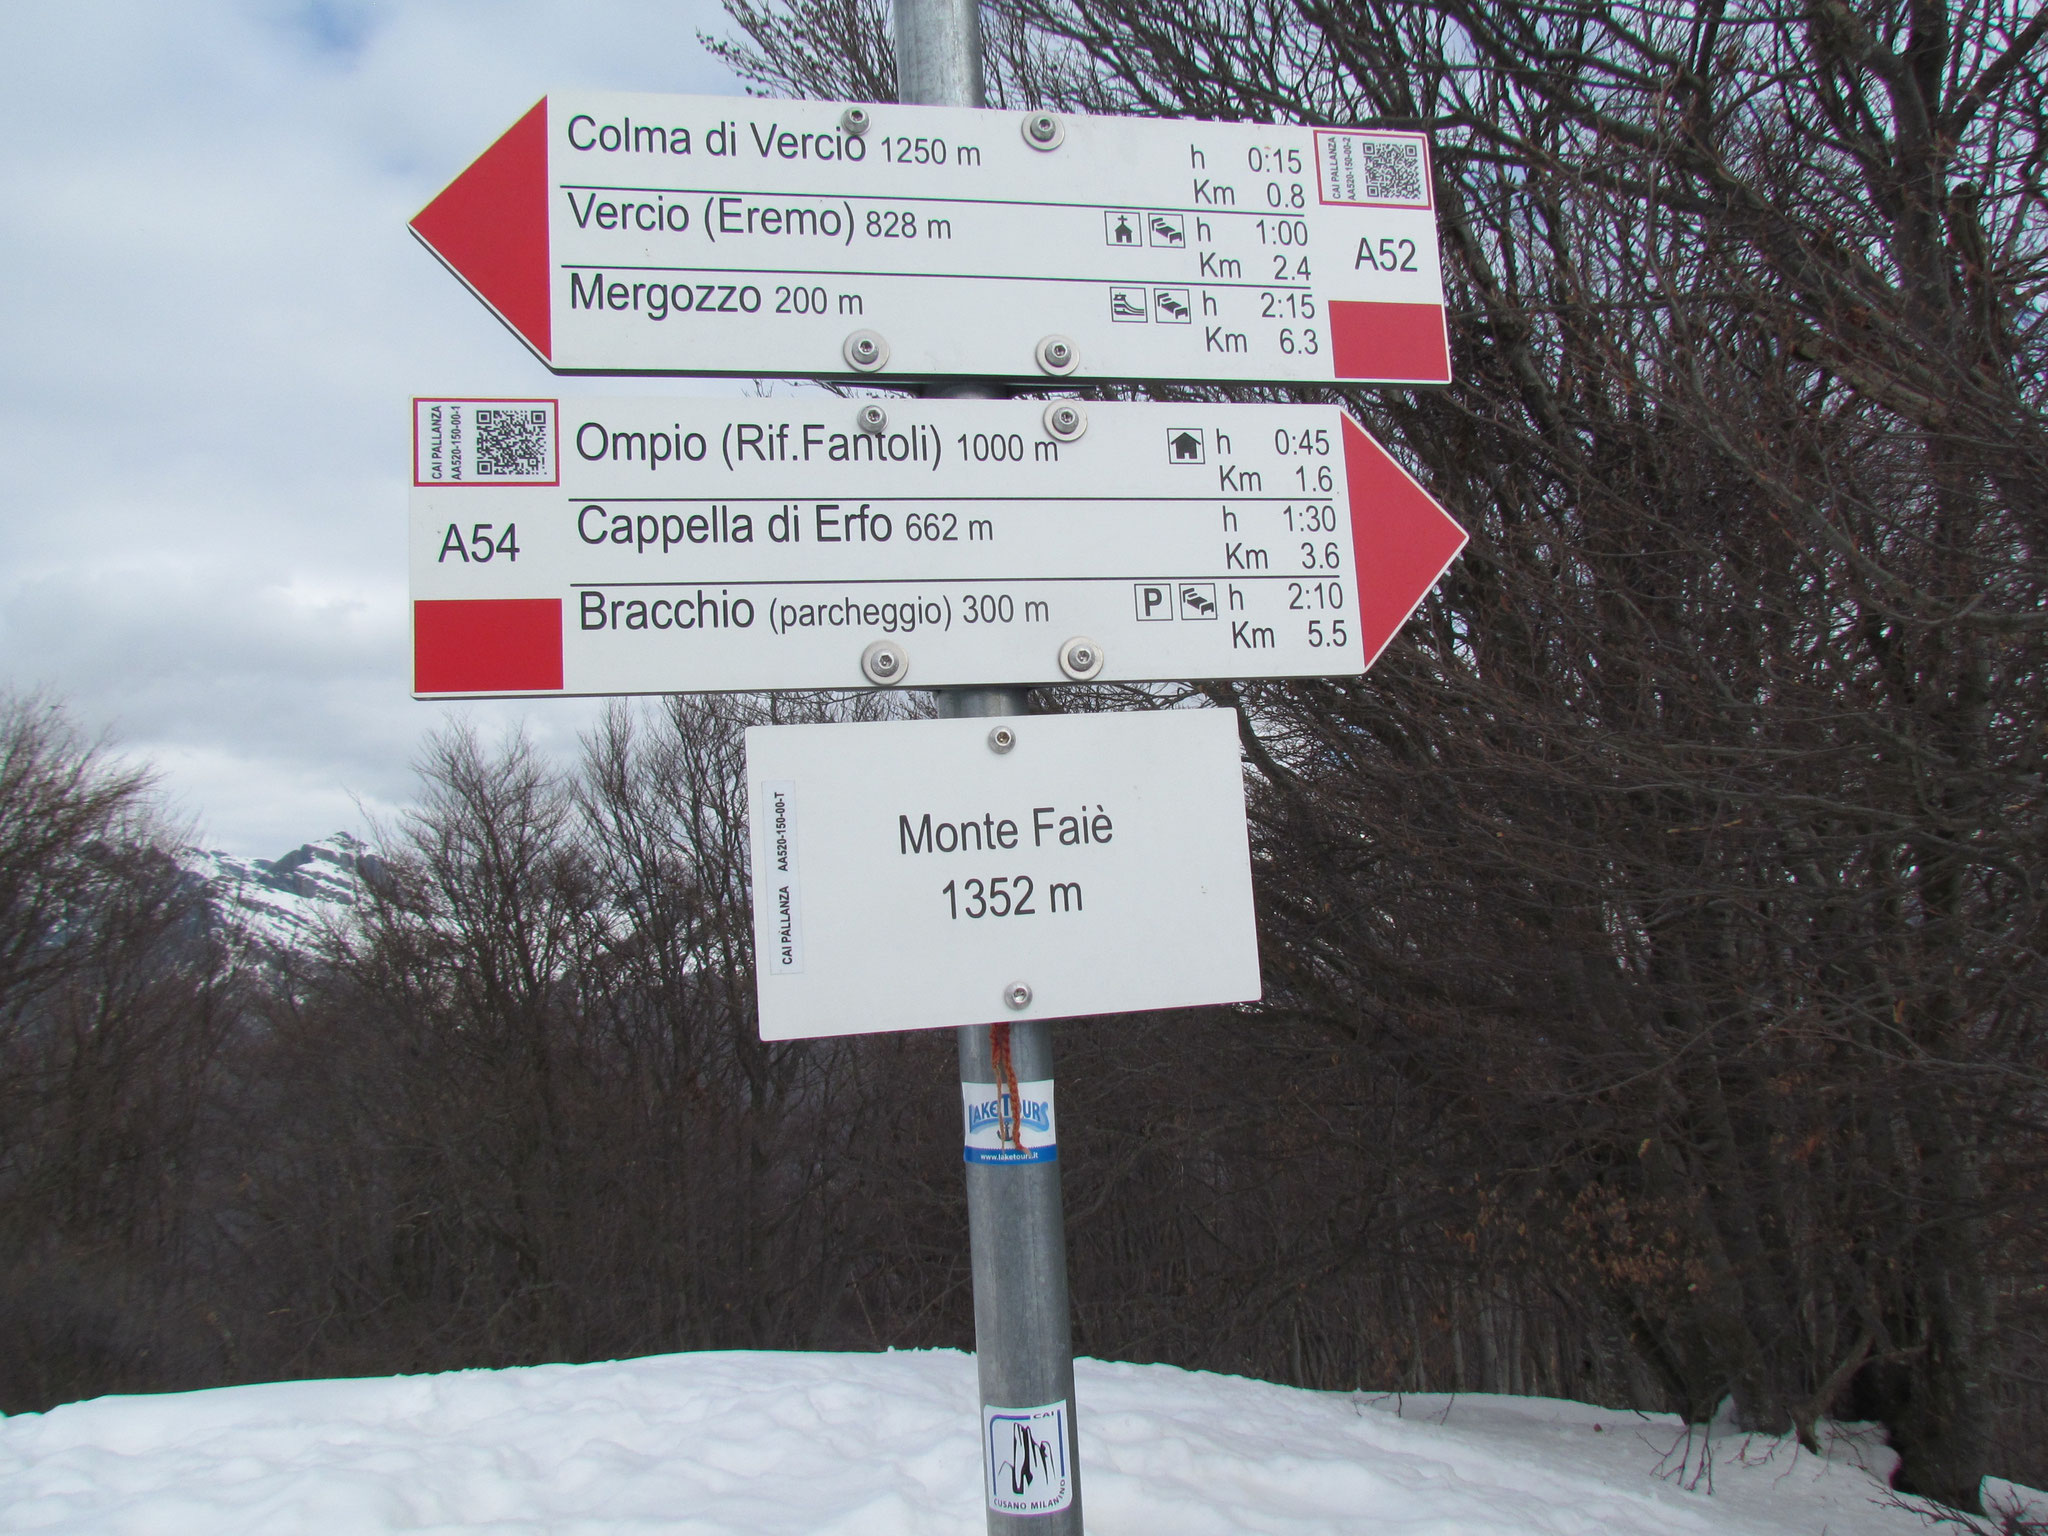 Colma di Vercio 1250 m h 0:15
Km 0.8
CAI PALLANZA
AA520-150-00-2
Vercio (Eremo) 828 m h 1:00
Km 2.4
A52
Mergozzo 200 m h 2:15
Km 6.3
CAI PALLANZA
AA520-150-00-1
Ompio (Rif.Fantoli) 1000 m h 0:45
Km 1.6
A54
Cappella di Erfo 662 m h 1:30
Km 3.6
Bracchio (parcheggio) 300 m P h 2:10
Km 5.5
CAI PALLANZA AA520-150-00-T
Monte Faiè
1352 m
LAKE TOURS
www.laketours.it
CAI
CUSANO MILANINO